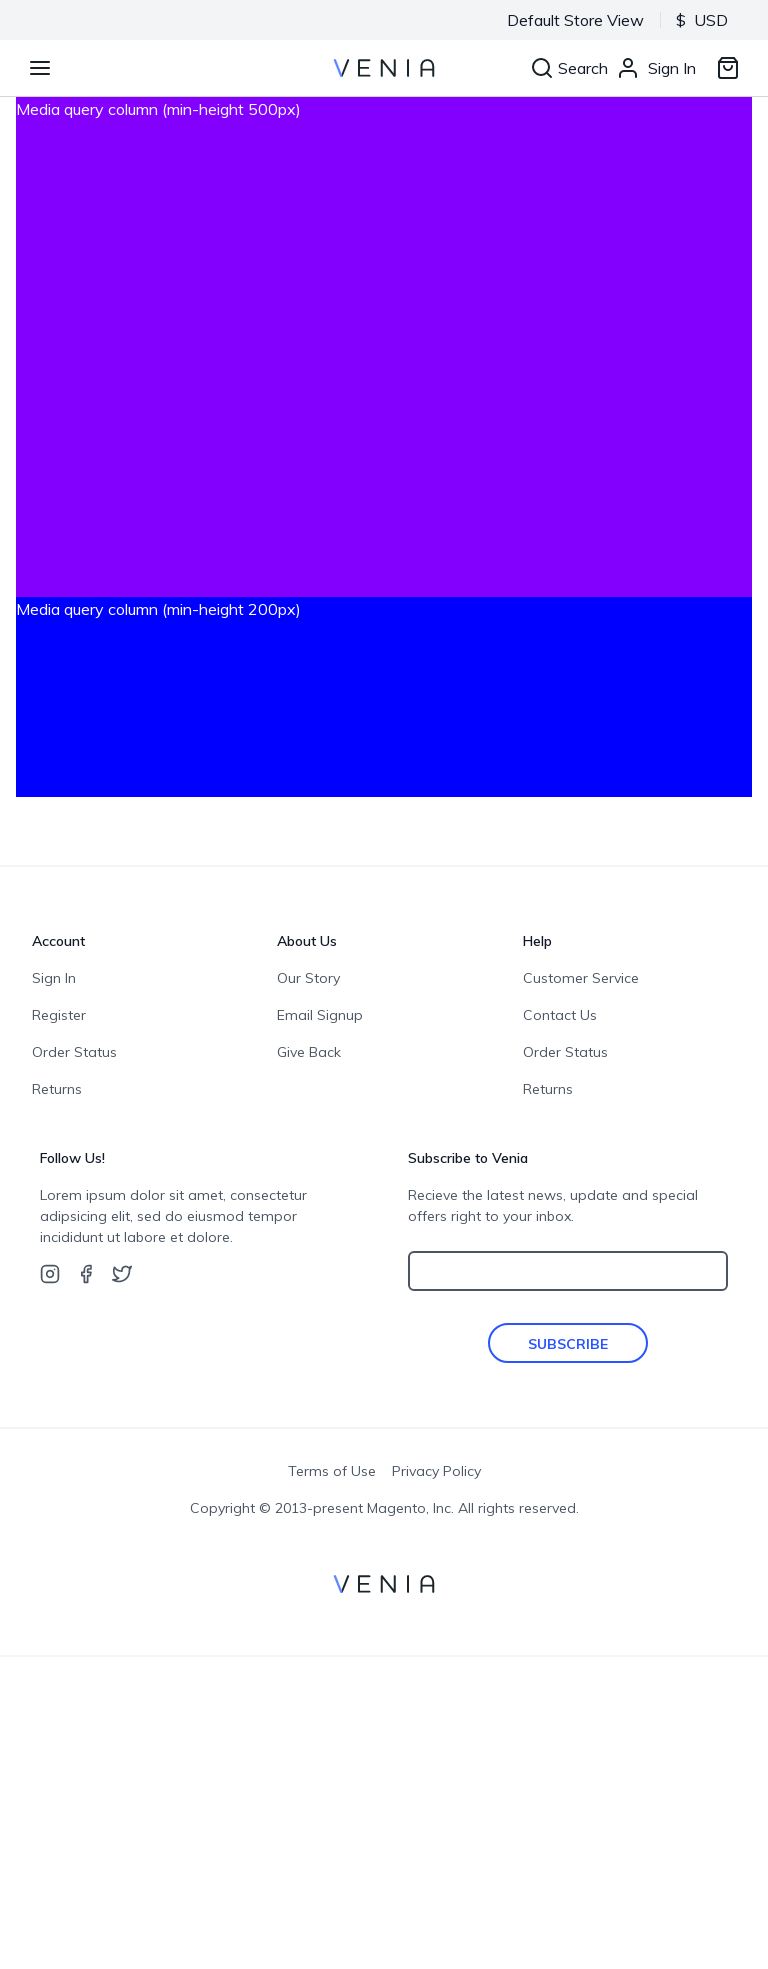 Default Store View
$ USD
VENIA
Search
Sign In
Media query column (min-height 500px)
Media query column (min-height 200px)
Account
Sign In
Register
Order Status
Returns
About Us
Our Story
Email Signup
Give Back
Help
Customer Service
Contact Us
Order Status
Returns
Follow Us!
Lorem ipsum dolor sit amet, consectetur
adipsicing elit, sed do eiusmod tempor
incididunt ut labore et dolore.
Subscribe to Venia
Recieve the latest news, update and special
offers right to your inbox.
SUBSCRIBE
Terms of Use Privacy Policy
Copyright © 2013-present Magento, Inc. All rights reserved.
VENIA